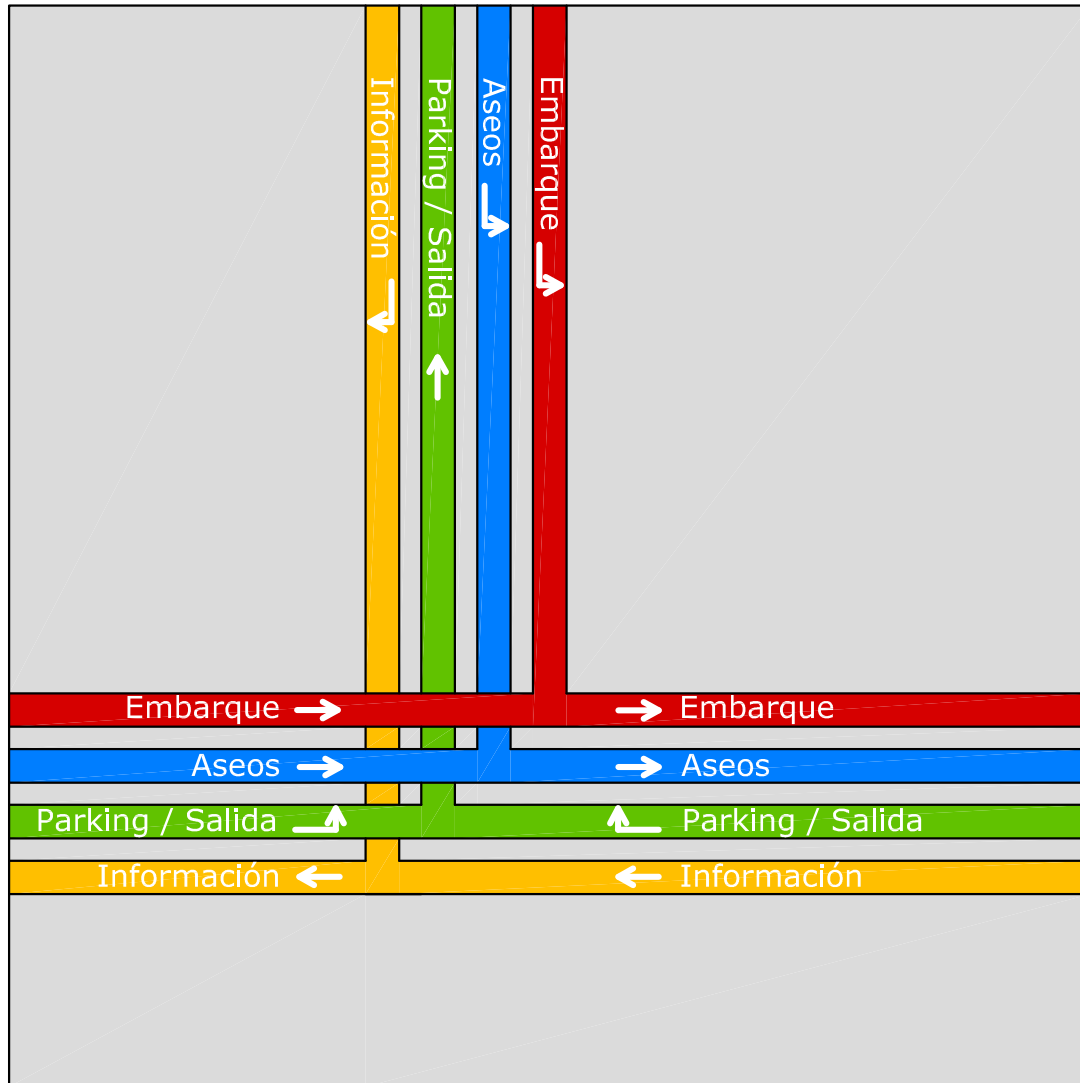 Información
Parking / Salida
Aseos
Embarque
Embarque
Embarque
Aseos
Aseos
Parking / Salida
Parking / Salida
Información
Información